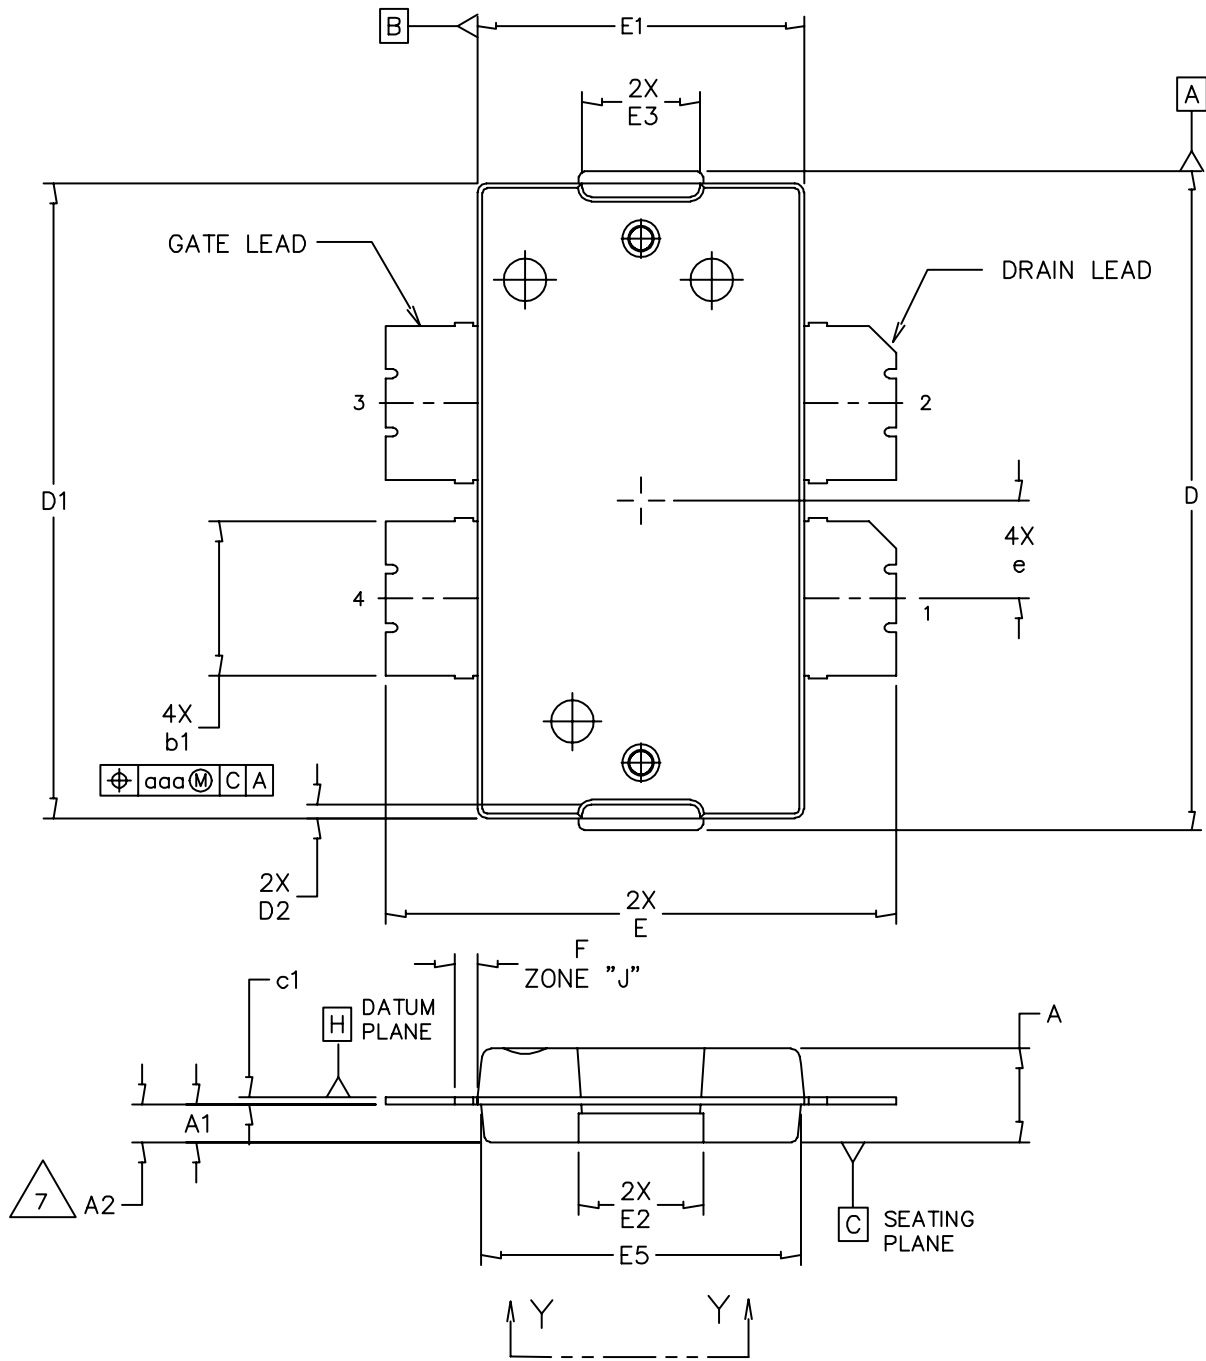 B
E1
2X
E3
A
GATE LEAD
DRAIN LEAD
3
2
D1
D
4X
e
4
1
4X
b1
⌖ aaa Ⓜ C A
2X
D2
2X
E
F
ZONE "J"
c1
H
DATUM
PLANE
A
A1
7
A2
2X
E2
C
SEATING
PLANE
E5
Y
Y